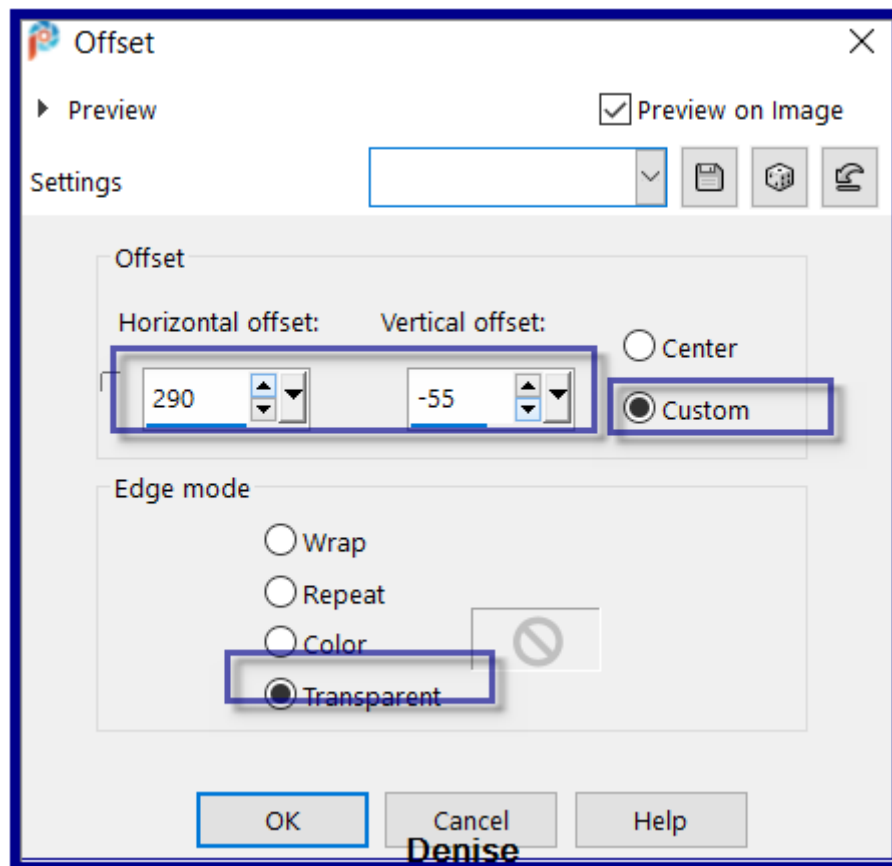 Offset
Preview
Preview on Image
Settings
Offset
Horizontal offset:
Vertical offset:
Center
290
-55
Custom
Edge mode
Wrap
Repeat
Color
Transparent
OK
Cancel
Help
Denise